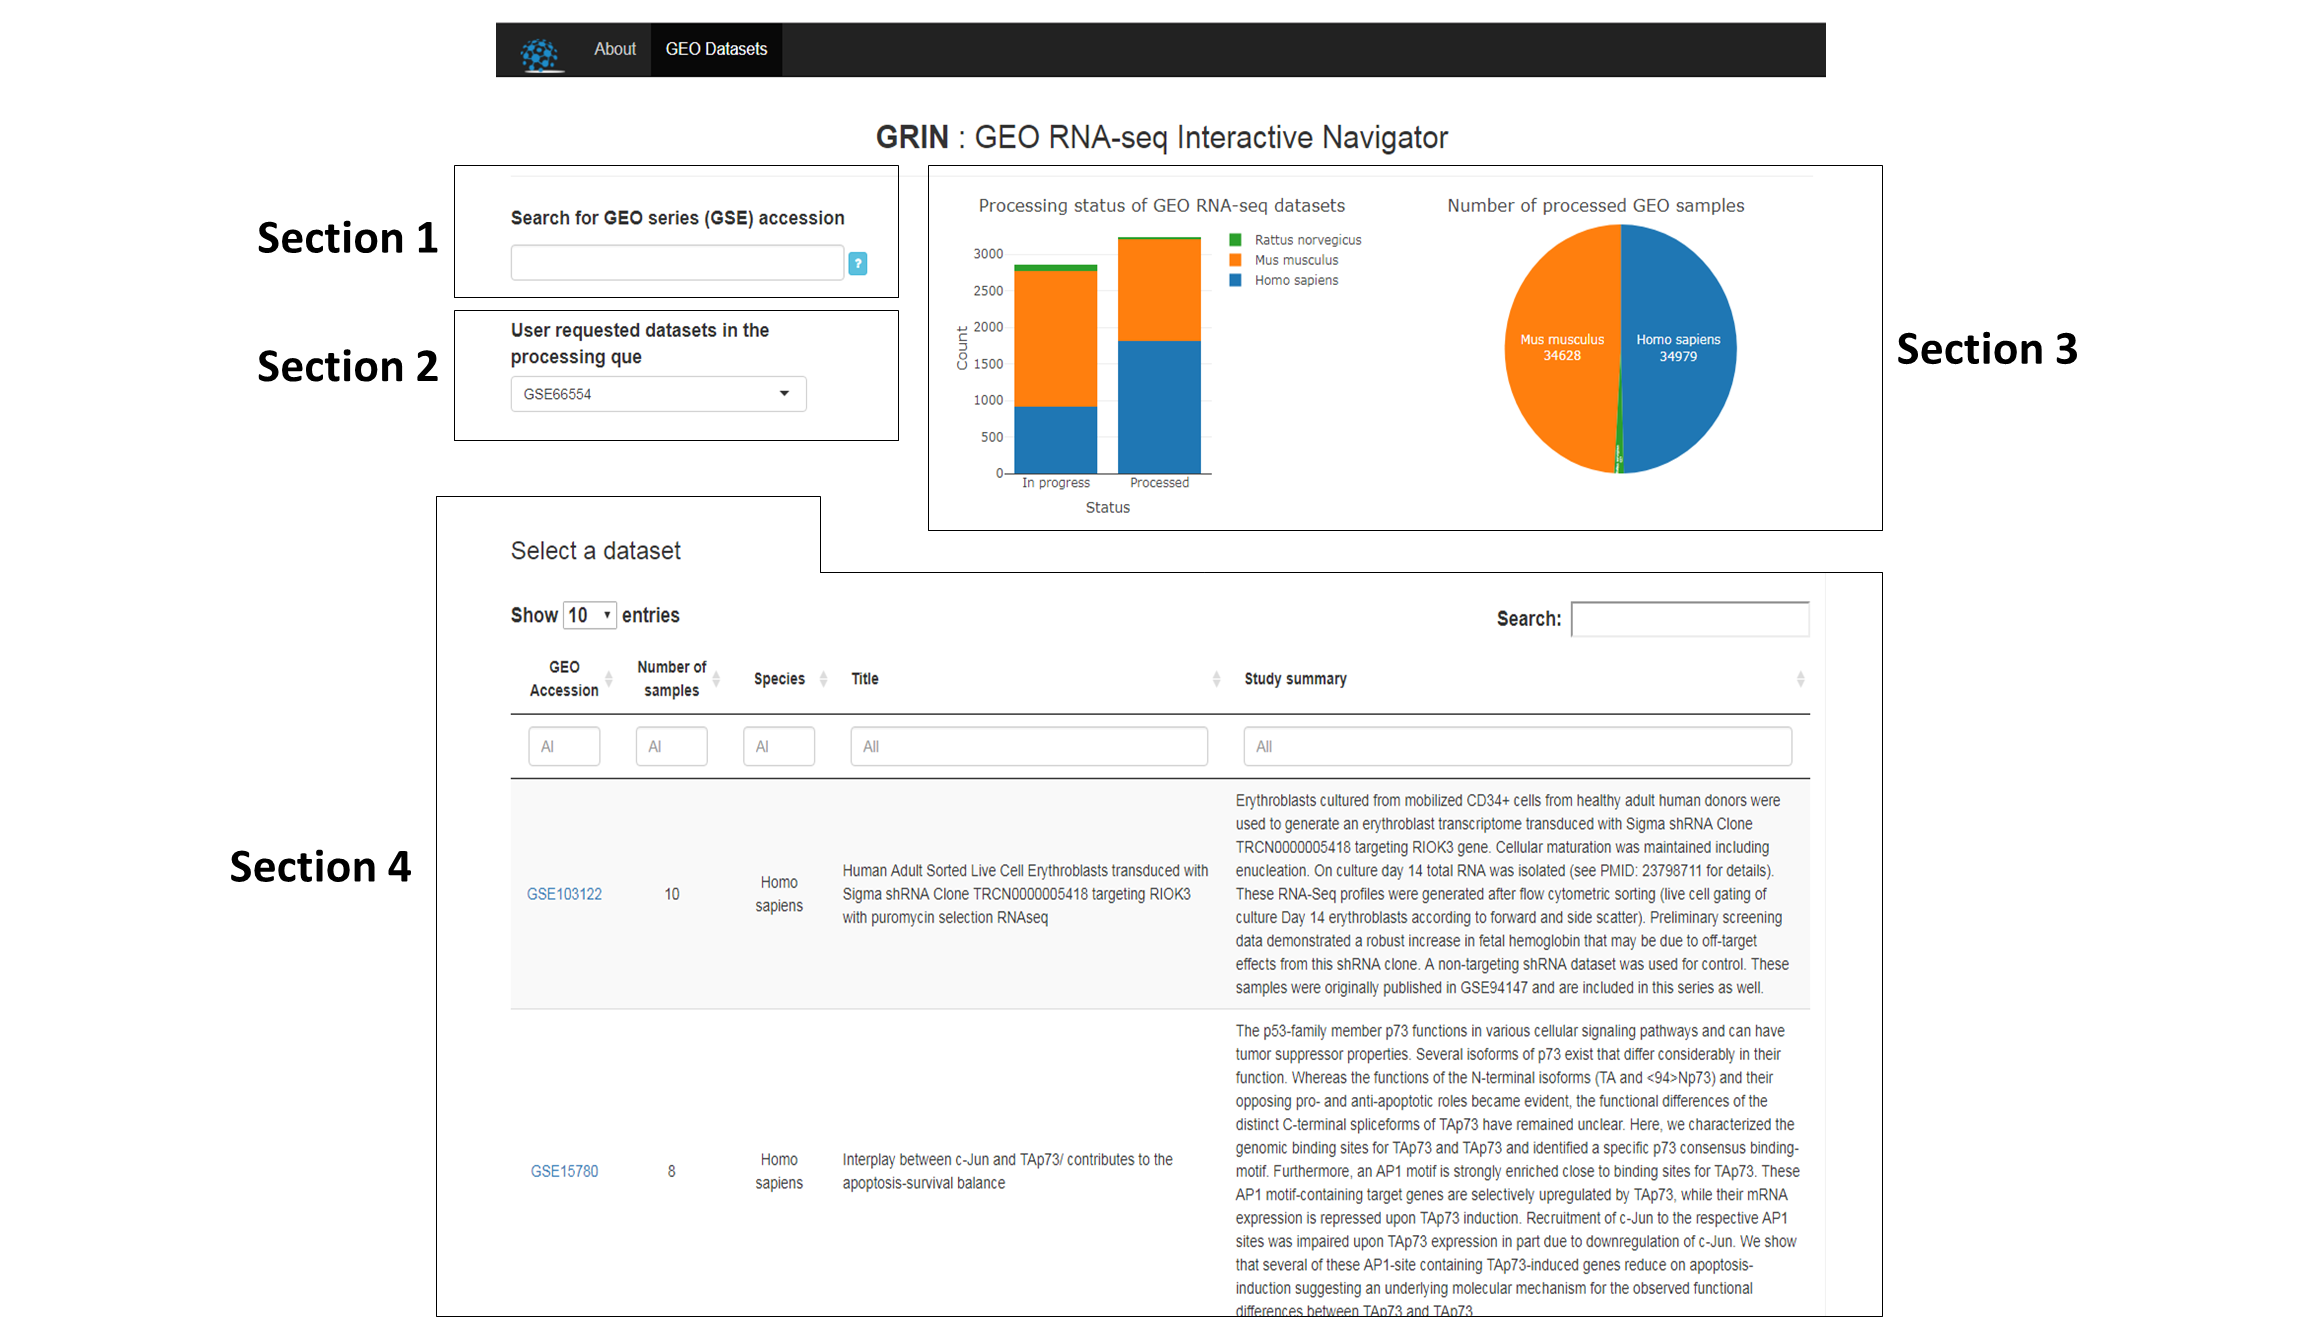 About
GEO Datasets
GRIN : GEO RNA-seq Interactive Navigator
Section 1
Search for GEO series (GSE) accession
?
Section 2
User requested datasets in the
processing que
GSE66554
Section 3
Processing status of GEO RNA-seq datasets
3000
2500
2000
1500
1000
500
0
Count
In progress
Processed
Status
Rattus norvegicus
Mus musculus
Homo sapiens
Number of processed GEO samples
Mus musculus
34628
Homo sapiens
34979
Section 4
Select a dataset
Show 10 entries
Search:
GEO
Accession
Number of
samples
Species
Title
Study summary
Al
Al
Al
All
All
GSE103122
10
Homo
sapiens
Human Adult Sorted Live Cell Erythroblasts transduced with
Sigma shRNA Clone TRCN0000005418 targeting RIOK3
with puromycin selection RNAseq
Erythroblasts cultured from mobilized CD34+ cells from healthy adult human donors were
used to generate an erythroblast transcriptome transduced with Sigma shRNA Clone
TRCN0000005418 targeting RIOK3 gene. Cellular maturation was maintained including
enucleation. On culture day 14 total RNA was isolated (see PMID: 23798711 for details).
These RNA-Seq profiles were generated after flow cytometric sorting (live cell gating of
culture Day 14 erythroblasts according to forward and side scatter). Preliminary screening
data demonstrated a robust increase in fetal hemoglobin that may be due to off-target
effects from this shRNA clone. A non-targeting shRNA dataset was used for control. These
samples were originally published in GSE94147 and are included in this series as well.
GSE15780
8
Homo
sapiens
Interplay between c-Jun and TAp73/ contributes to the
apoptosis-survival balance
The p53-family member p73 functions in various cellular signaling pathways and can have
tumor suppressor properties. Several isoforms of p73 exist that differ considerably in their
function. Whereas the functions of the N-terminal isoforms (TA and <94>Np73) and their
opposing pro- and anti-apoptotic roles became evident, the functional differences of the
distinct C-terminal spliceforms of TAp73 have remained unclear. Here, we characterized the
genomic binding sites for TAp73 and TAp73 and identified a specific p73 consensus binding-
motif. Furthermore, an AP1 motif is strongly enriched close to binding sites for TAp73. These
AP1 motif-containing target genes are selectively upregulated by TAp73, while their mRNA
expression is repressed upon TAp73 induction. Recruitment of c-Jun to the respective AP1
sites was impaired upon TAp73 expression in part due to downregulation of c-Jun. We show
that several of these AP1-site containing TAp73-induced genes reduce on apoptosis-
induction suggesting an underlying molecular mechanism for the observed functional
differences between TAp73 and TAp73